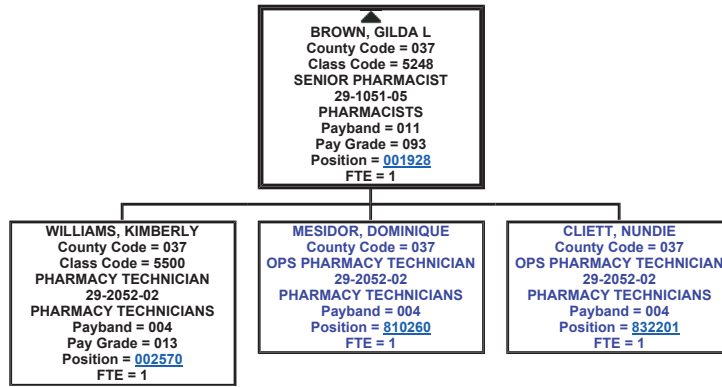 BROWN, GILDA L
County Code = 037
Class Code = 5248
SENIOR PHARMACIST
29-1051-05
PHARMACISTS
Payband = 011
Pay Grade = 093
Position = 001928
FTE = 1
WILLIAMS, KIMBERLY
County Code = 037
Class Code = 5500
PHARMACY TECHNICIAN
29-2052-02
PHARMACY TECHNICIANS
Payband = 004
Pay Grade = 013
Position = 002570
FTE = 1
MESIDOR, DOMINIQUE
County Code = 037
OPS PHARMACY TECHNICIAN
29-2052-02
PHARMACY TECHNICIANS
Payband = 004
Position = 810260
FTE = 1
CLIETT, NUNDIE
County Code = 037
OPS PHARMACY TECHNICIAN
29-2052-02
PHARMACY TECHNICIANS
Payband = 004
Position = 832201
FTE = 1